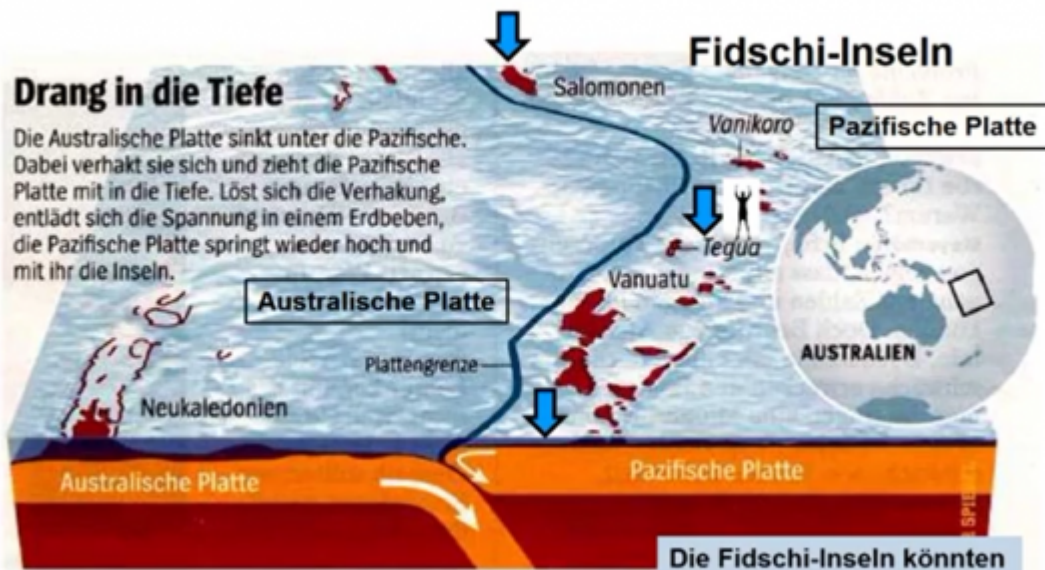 Fidschi-Inseln
Drang in die Tiefe
Die Australische Platte sinkt unter die Pazifische.
Dabei verhakt sie sich und zieht die Pazifische
Platte mit in die Tiefe. Löst sich die Verhakung,
entlädt sich die Spannung in einem Erdbeben,
die Pazifische Platte springt wieder hoch und
mit ihr die Inseln.
Salomonen
Vanikoro
Pazifische Platte
Tegua
Vanuatu
Australische Platte
Plattengrenze
AUSTRALIEN
Neukaledonien
Australische Platte
Pazifische Platte
SPIEGEL
Die Fidschi-Inseln könnten